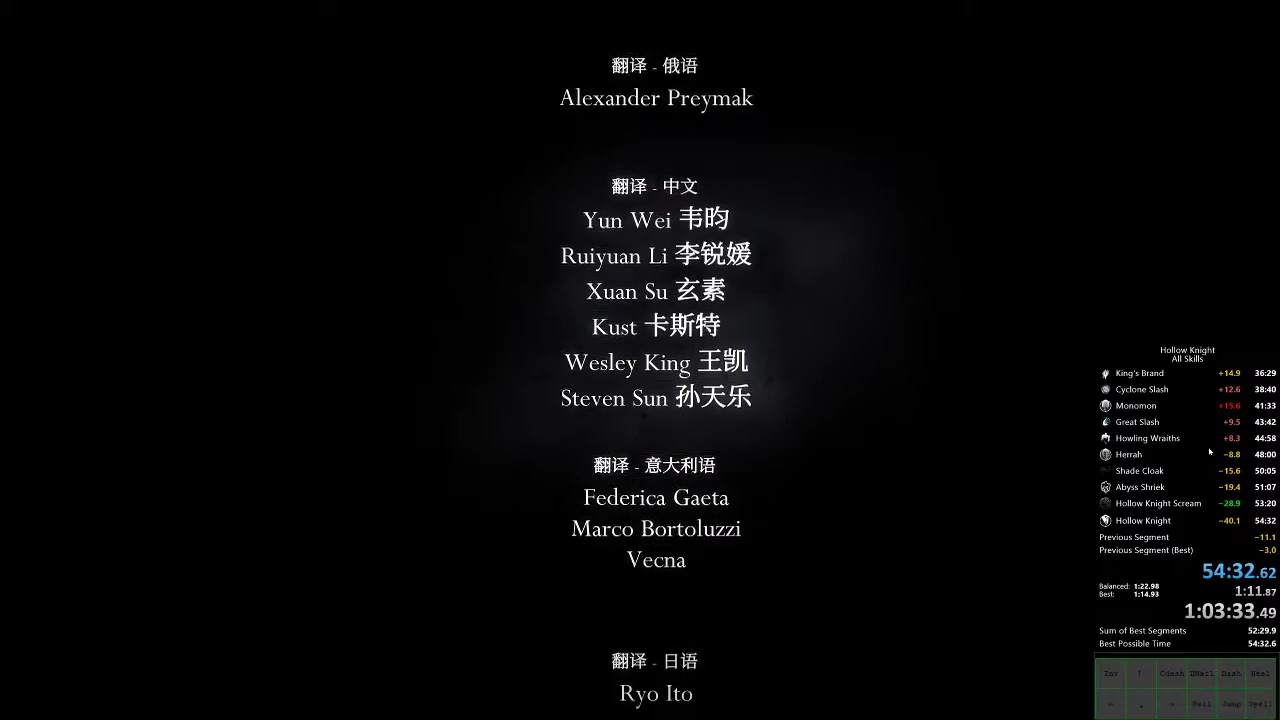 翻译 - 俄语
Alexander Preymak
翻译 - 中文
Yun Wei 韦昀
Ruiyuan Li 李锐媛
Xuan Su 玄素
Kust 卡斯特
Wesley King 王凯
Steven Sun 孙天乐
翻译 - 意大利语
Federica Gaeta
Marco Bortoluzzi
Vecna
翻译 - 日语
Ryo Ito
Hollow Knight
All Skills
King's Brand +14.9 36:29
Cyclone Slash +12.6 38:40
Monomon +15.6 41:33
Great Slash +9.5 43:42
Howling Wraiths +8.3 44:58
Herrah −8.8 48:00
Shade Cloak −15.6 50:05
Abyss Shriek −19.4 51:07
Hollow Knight Scream −28.9 53:20
Hollow Knight −40.1 54:32
Previous Segment −11.1
Previous Segment (Best) −3.0
54:32.62
Balanced: 1:22.98
Best: 1:14.93
1:11.87
1:03:33.49
Sum of Best Segments 52:29.9
Best Possible Time 54:32.6
Inv ↑ Cdash DNail Dash Heal
Nail Jump Spell